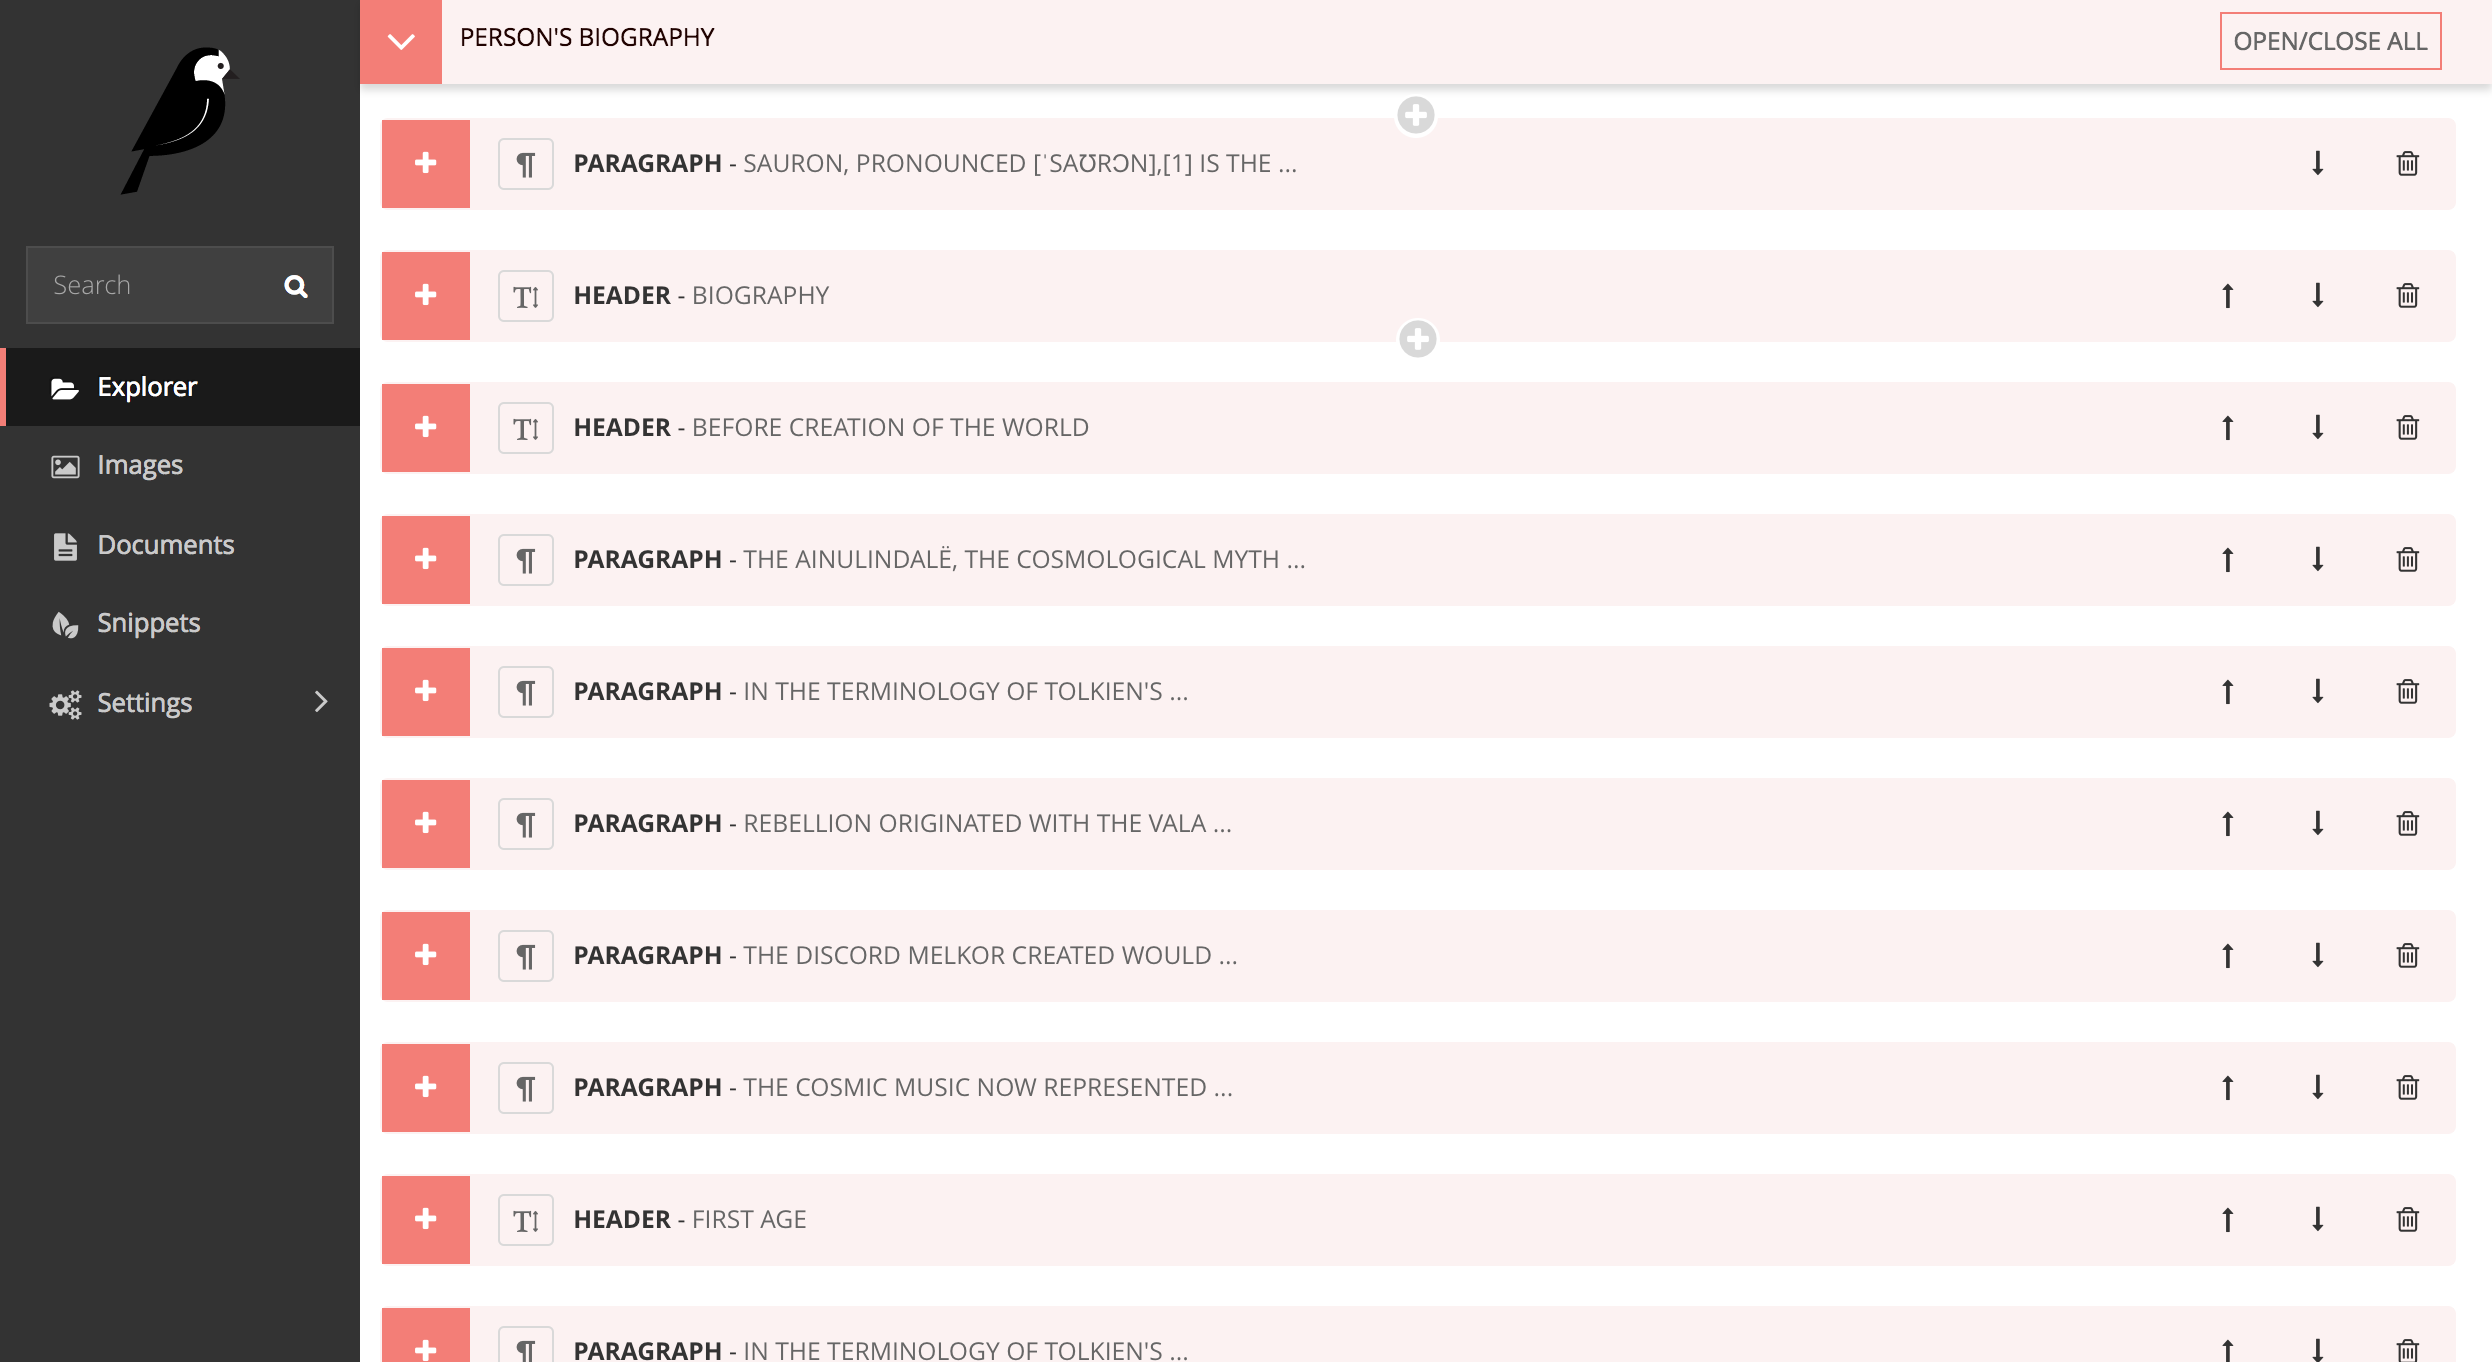 PERSON'S BIOGRAPHY
OPEN/CLOSE ALL
Search
Explorer
Images
Documents
Snippets
Settings
PARAGRAPH - SAURON, PRONOUNCED [ˈSAƱRƆN],[1] IS THE ...
HEADER - BIOGRAPHY
HEADER - BEFORE CREATION OF THE WORLD
PARAGRAPH - THE AINULINDALË, THE COSMOLOGICAL MYTH ...
PARAGRAPH - IN THE TERMINOLOGY OF TOLKIEN'S ...
PARAGRAPH - REBELLION ORIGINATED WITH THE VALA ...
PARAGRAPH - THE DISCORD MELKOR CREATED WOULD ...
PARAGRAPH - THE COSMIC MUSIC NOW REPRESENTED ...
HEADER - FIRST AGE
PARAGRAPH - IN THE TERMINOLOGY OF TOLKIEN'S ...